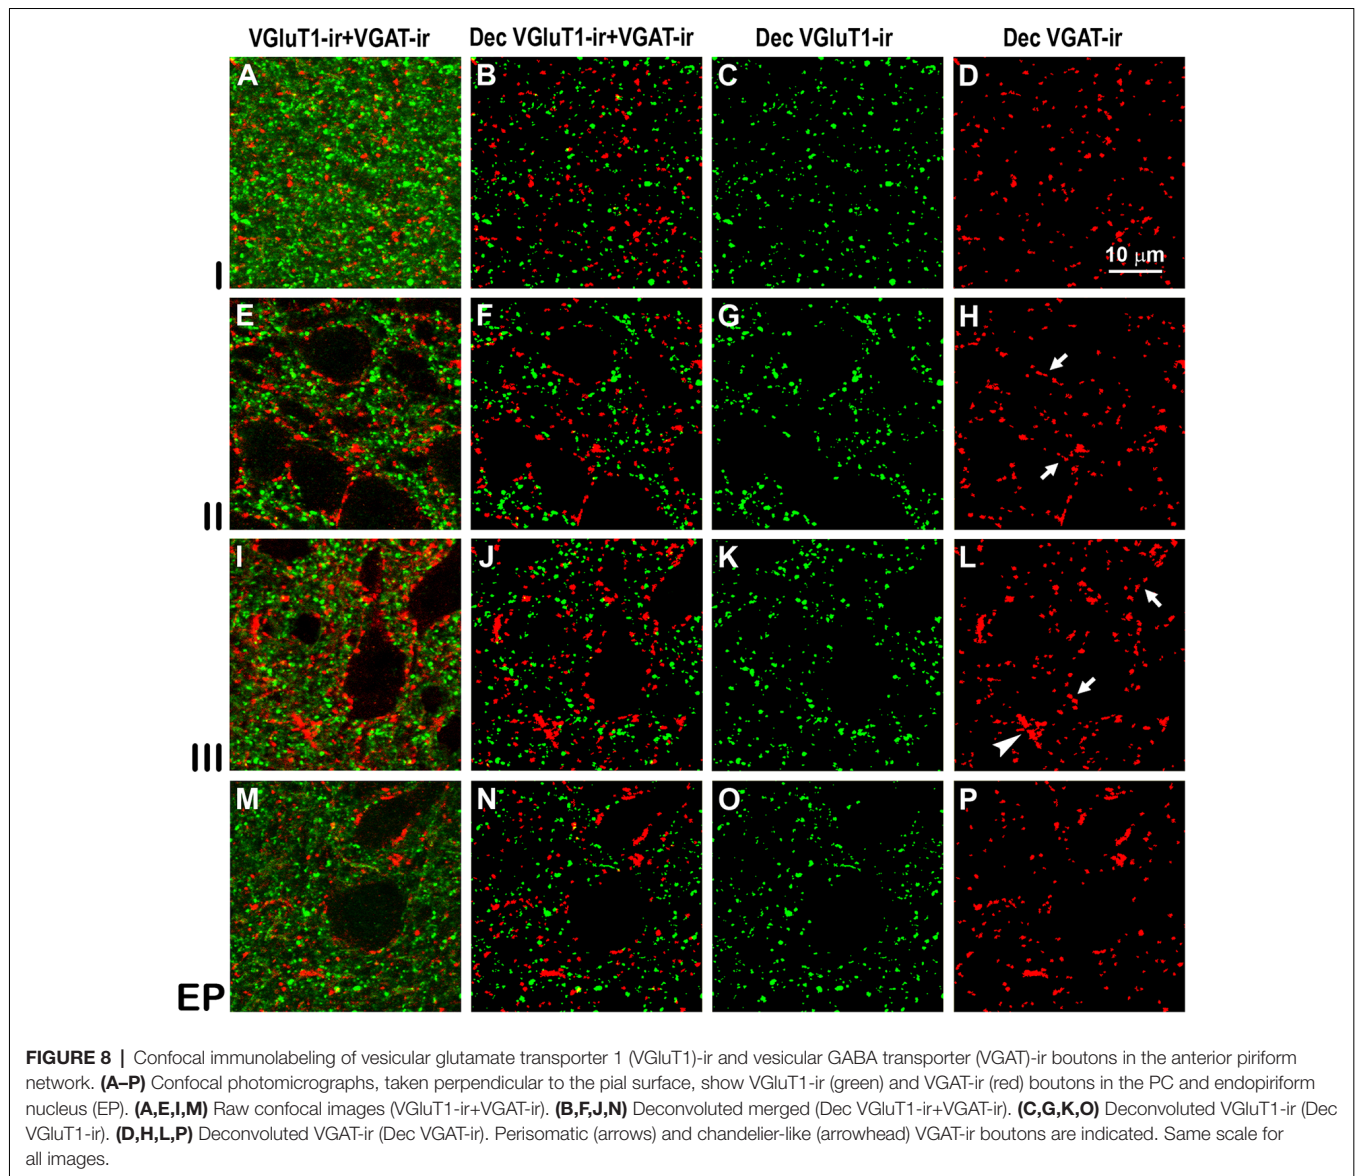 VGluT1-ir+VGAT-ir Dec VGluT1-ir+VGAT-ir Dec VGluT1-ir Dec VGAT-ir
A B C D
10 μm
I
E F G H
II
I J K L
III
M N O P
EP
FIGURE 8 | Confocal immunolabeling of vesicular glutamate transporter 1 (VGluT1)-ir and vesicular GABA transporter (VGAT)-ir boutons in the anterior piriform
network. (A–P) Confocal photomicrographs, taken perpendicular to the pial surface, show VGluT1-ir (green) and VGAT-ir (red) boutons in the PC and endopiriform
nucleus (EP). (A,E,I,M) Raw confocal images (VGluT1-ir+VGAT-ir). (B,F,J,N) Deconvoluted merged (Dec VGluT1-ir+VGAT-ir). (C,G,K,O) Deconvoluted VGluT1-ir (Dec
VGluT1-ir). (D,H,L,P) Deconvoluted VGAT-ir (Dec VGAT-ir). Perisomatic (arrows) and chandelier-like (arrowhead) VGAT-ir boutons are indicated. Same scale for
all images.